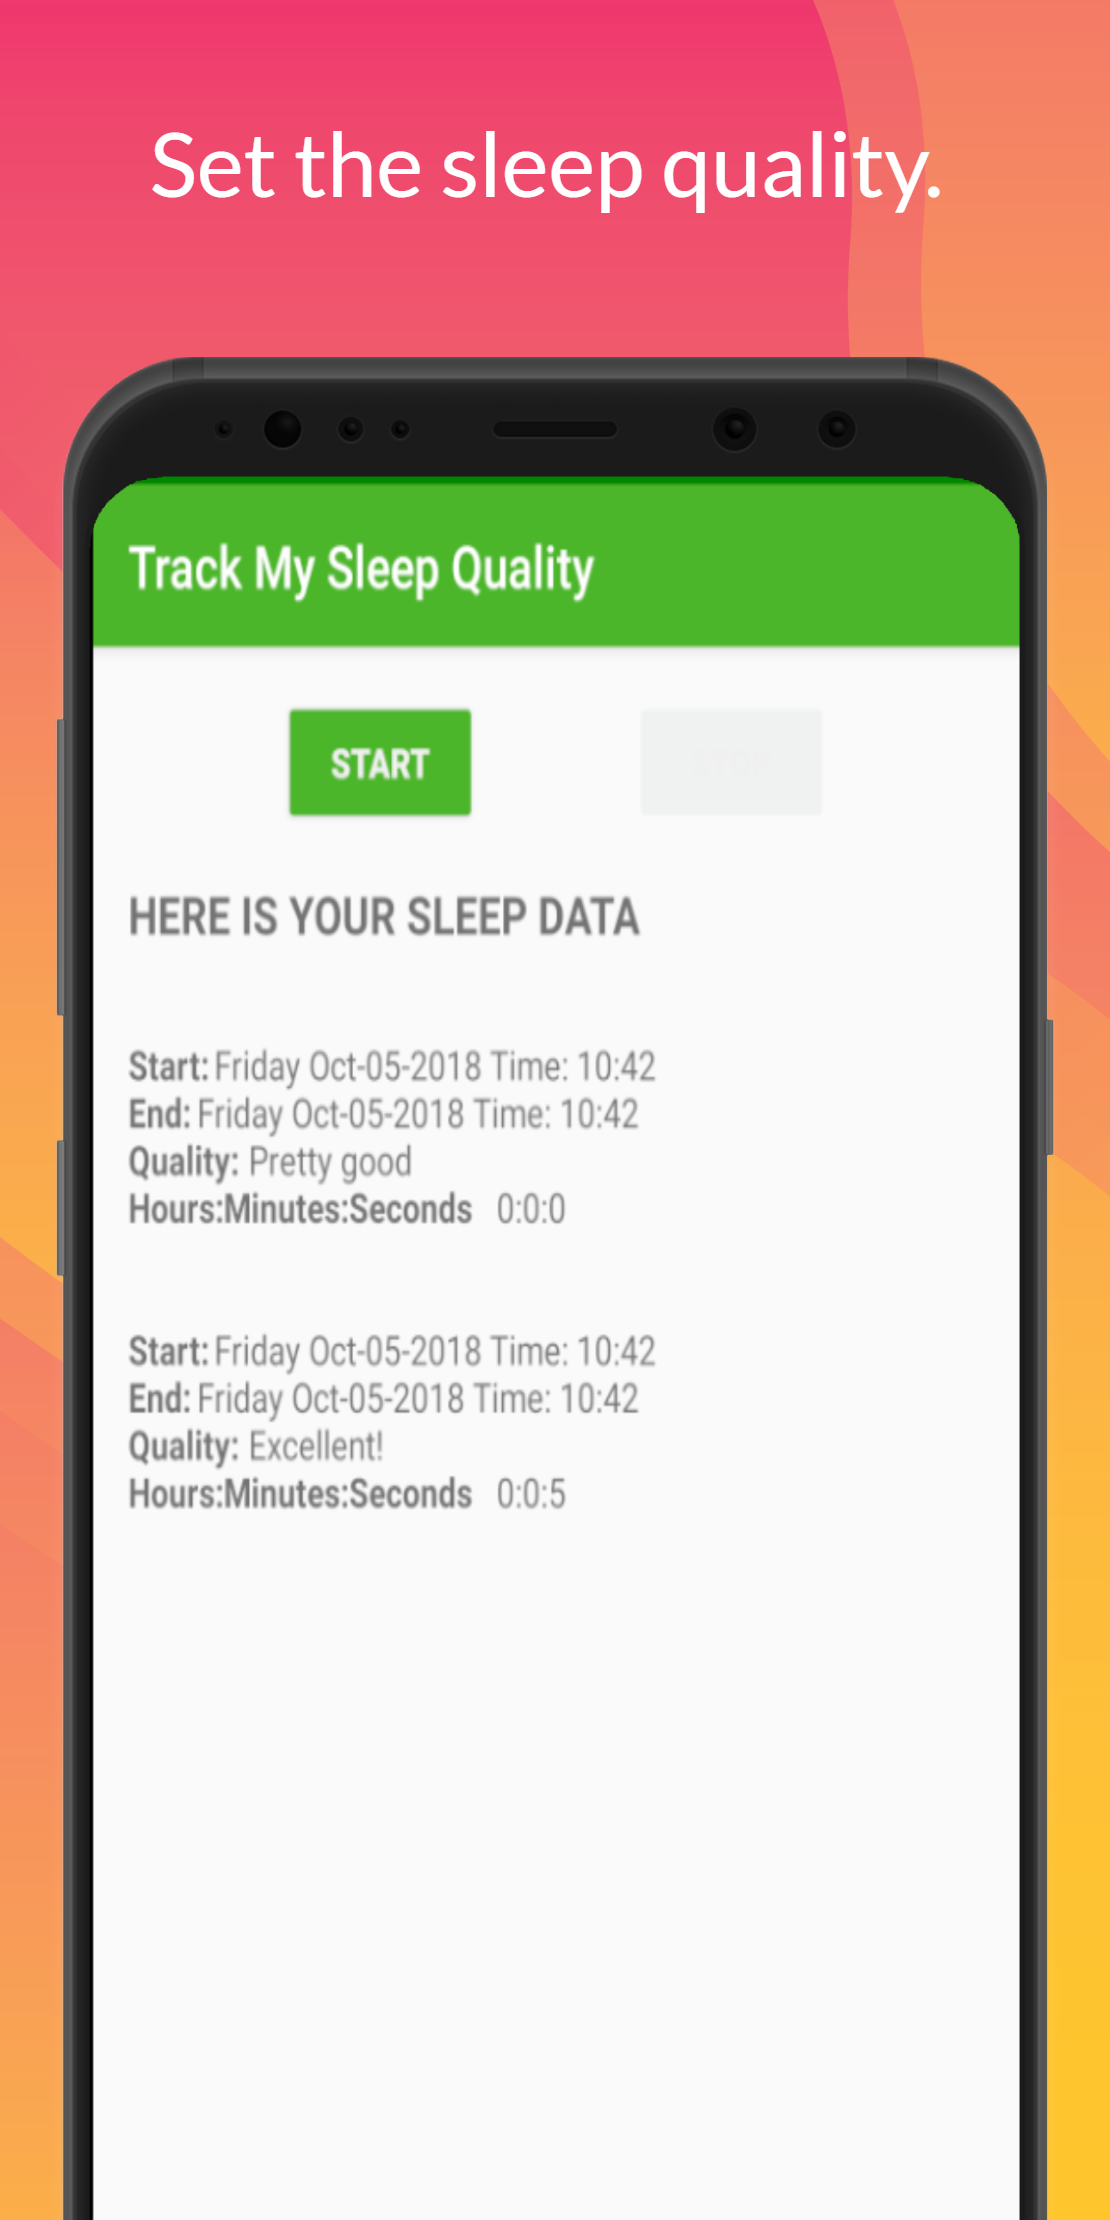 Set the sleep quality.
Track My Sleep Quality
START
HERE IS YOUR SLEEP DATA
Start: Friday Oct-05-2018 Time: 10:42
End: Friday Oct-05-2018 Time: 10:42
Quality: Pretty good
Hours:Minutes:Seconds 0:0:0
Start: Friday Oct-05-2018 Time: 10:42
End: Friday Oct-05-2018 Time: 10:42
Quality: Excellent!
Hours:Minutes:Seconds 0:0:5